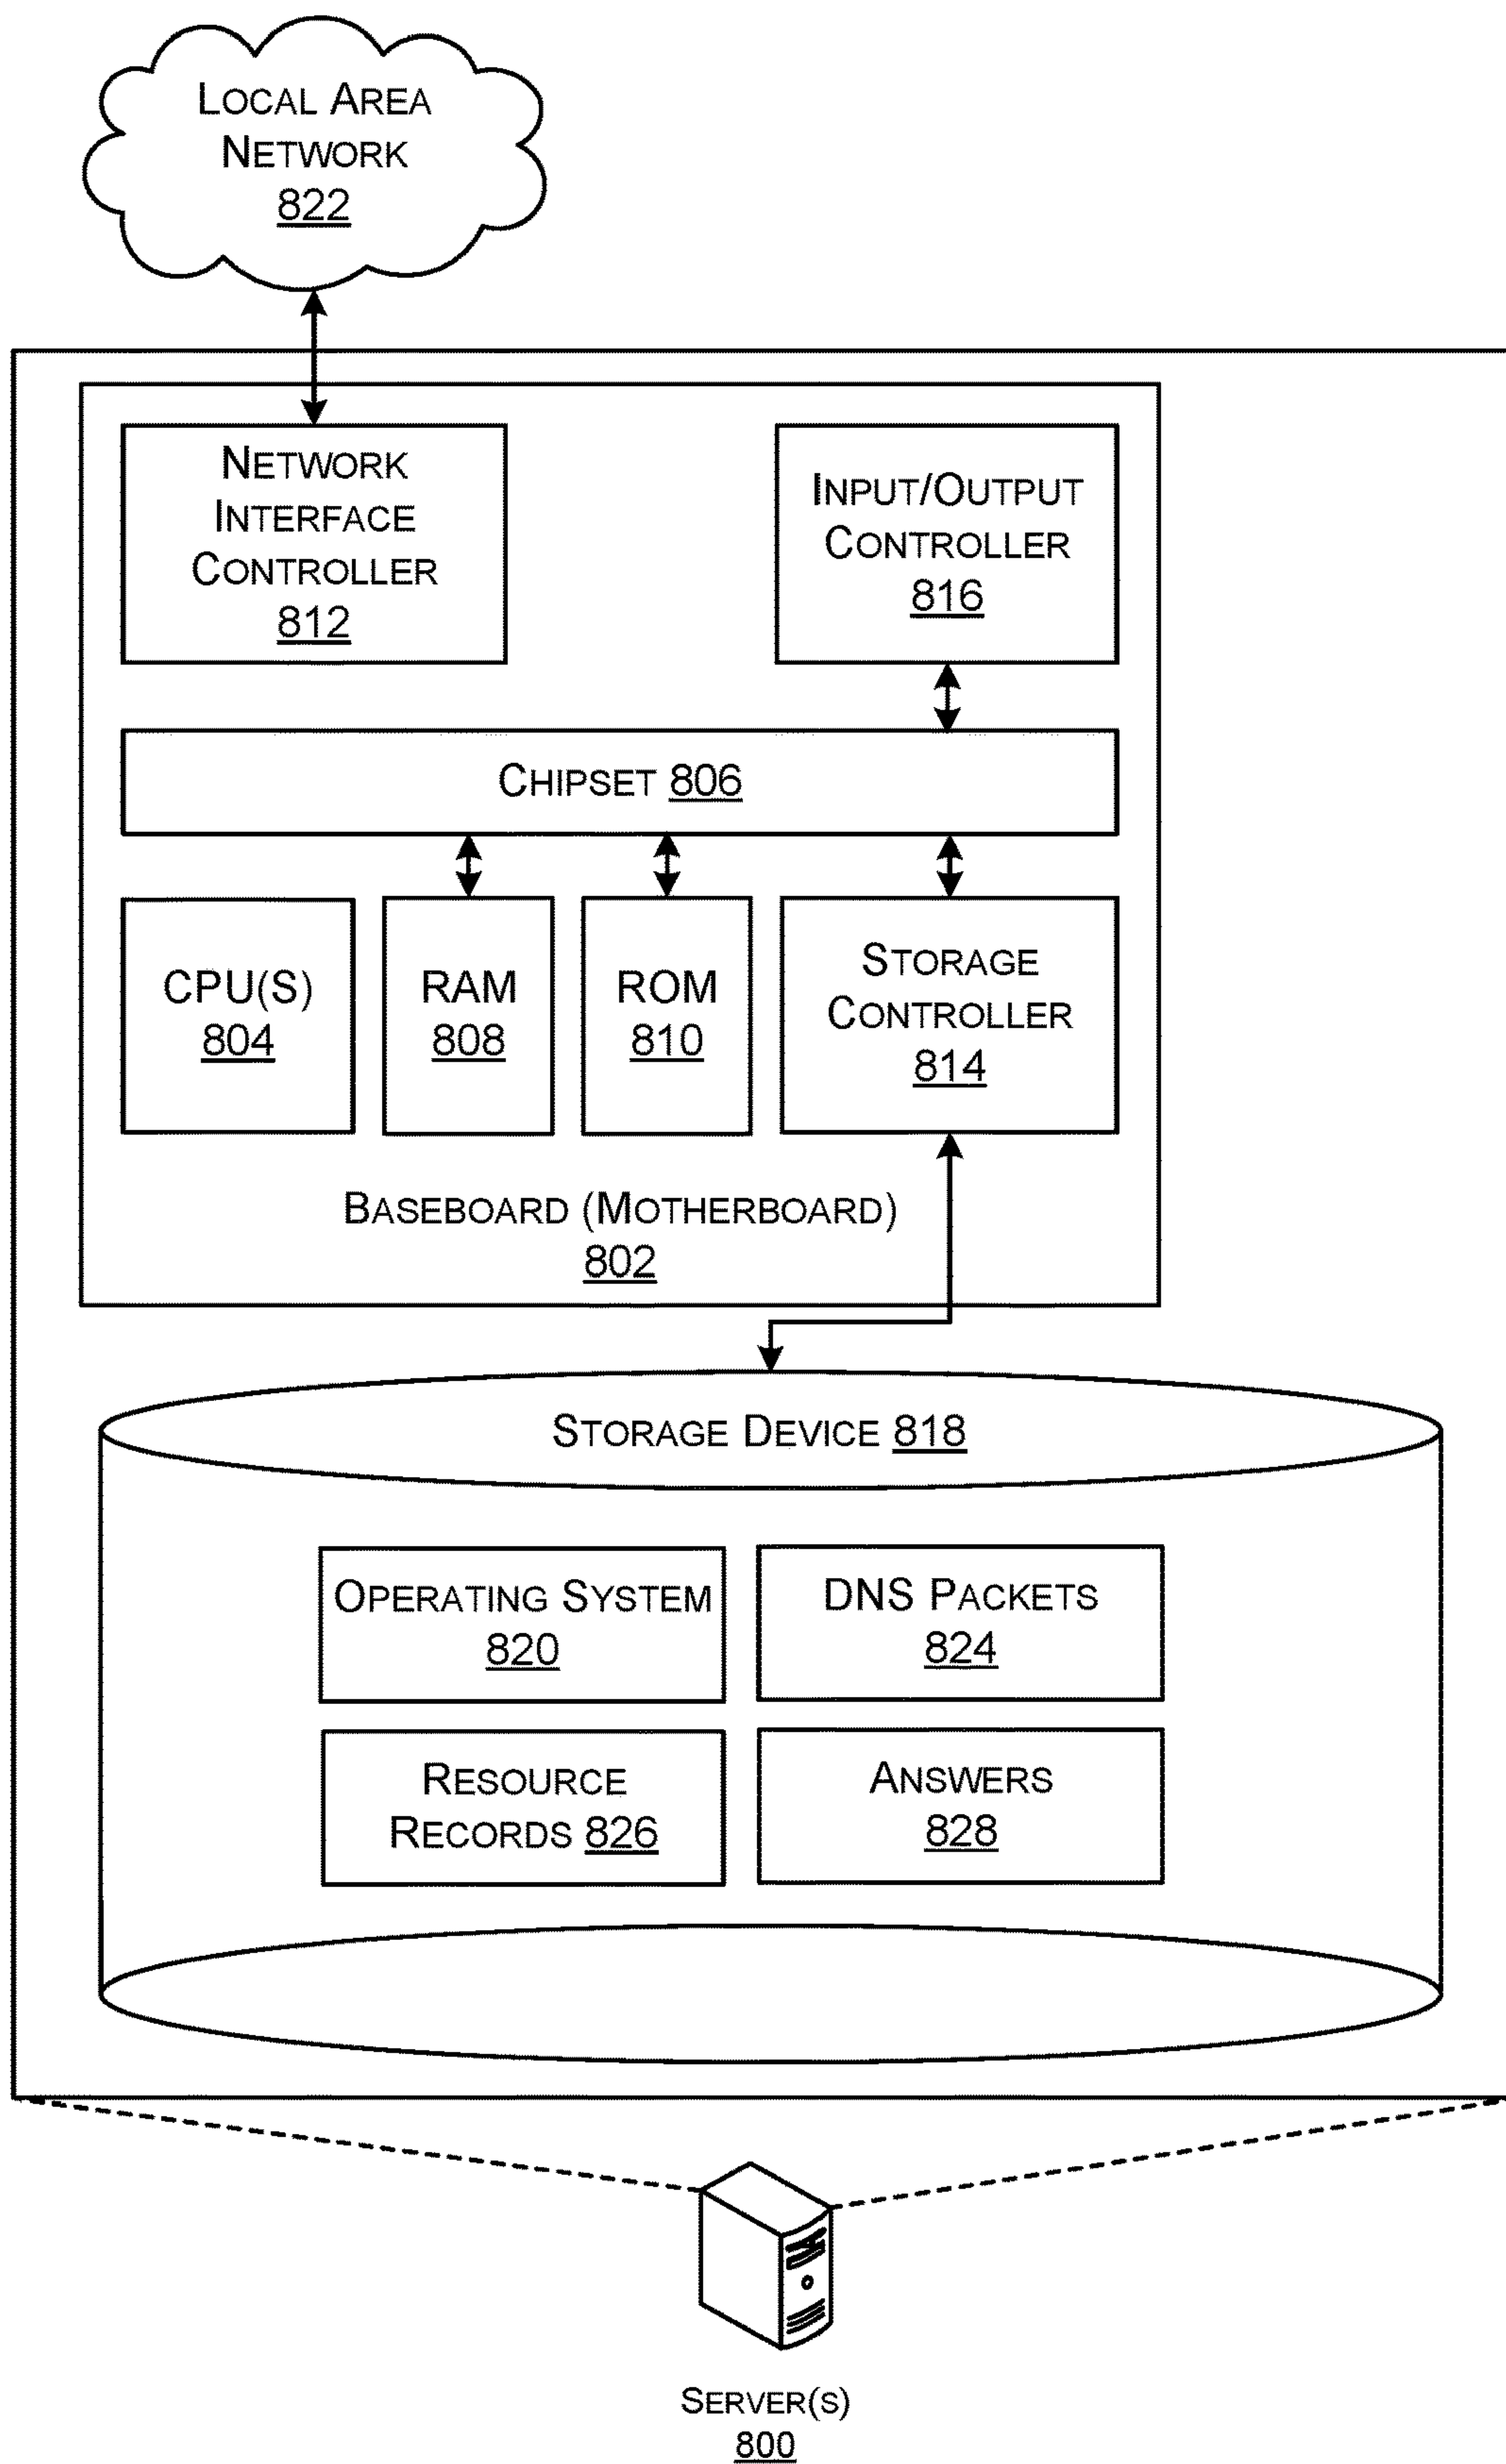 LOCAL AREA
NETWORK
822
NETWORK
INTERFACE
CONTROLLER
812
INPUT/OUTPUT
CONTROLLER
816
CHIPSET 806
CPU(S)
804
RAM
808
ROM
810
STORAGE
CONTROLLER
814
BASEBOARD (MOTHERBOARD)
802
STORAGE DEVICE 818
OPERATING SYSTEM
820
DNS PACKETS
824
RESOURCE
RECORDS 826
ANSWERS
828
SERVER(S)
800